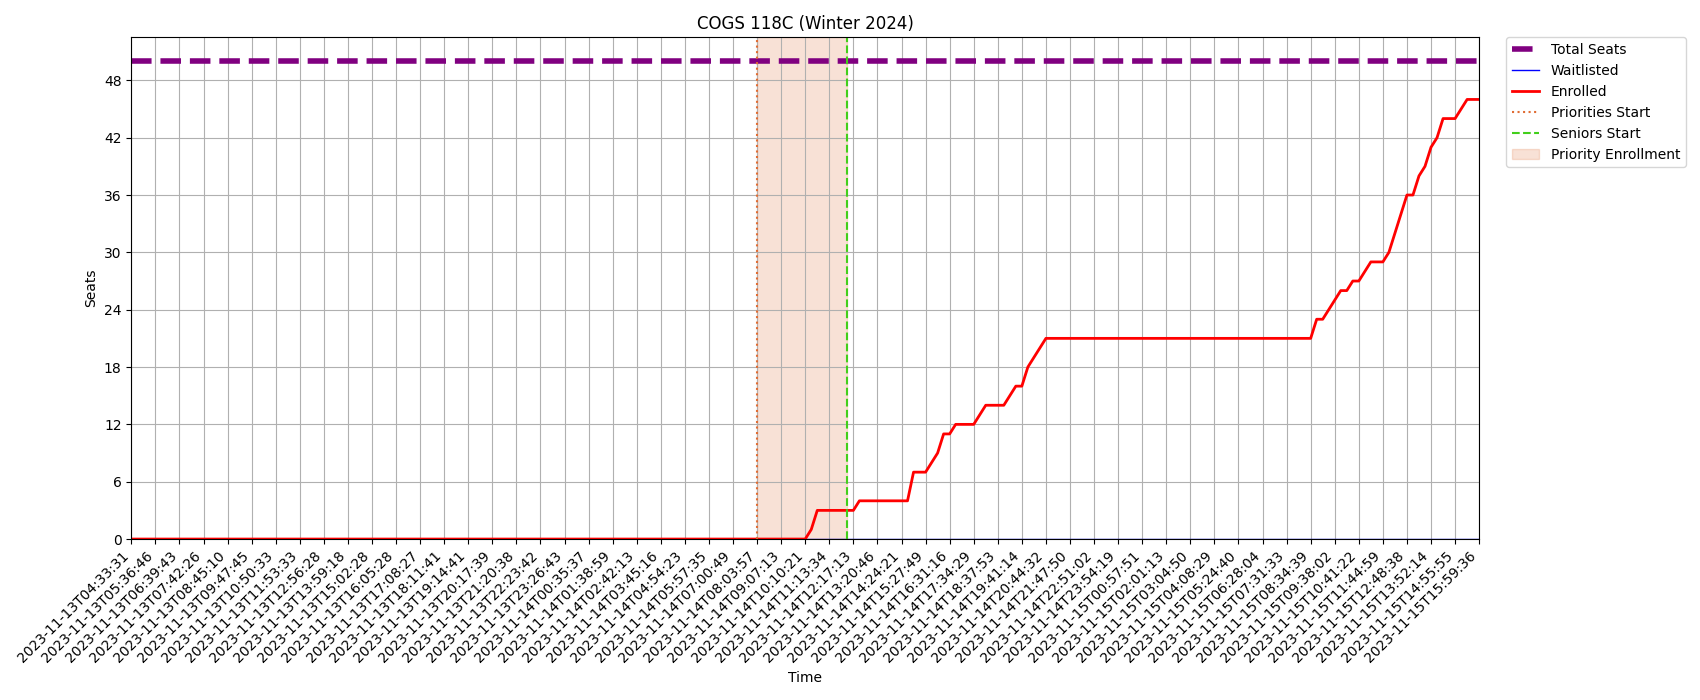 COGS 118C (Winter 2024)
Total Seats
Waitlisted
Enrolled
Priorities Start
Seniors Start
Priority Enrollment
Seats
48
42
36
30
24
18
12
6
0
2023-11-13T04:33:31
2023-11-13T05:36:46
2023-11-13T06:39:43
2023-11-13T07:42:26
2023-11-13T08:45:10
2023-11-13T09:47:45
2023-11-13T10:50:33
2023-11-13T11:53:33
2023-11-13T12:56:28
2023-11-13T13:59:18
2023-11-13T15:02:28
2023-11-13T16:05:28
2023-11-13T17:08:27
2023-11-13T18:11:41
2023-11-13T19:14:41
2023-11-13T20:17:39
2023-11-13T21:20:38
2023-11-13T22:23:42
2023-11-13T23:26:43
2023-11-14T00:35:37
2023-11-14T01:38:59
2023-11-14T02:42:13
2023-11-14T03:45:16
2023-11-14T04:54:23
2023-11-14T05:57:35
2023-11-14T07:00:49
2023-11-14T08:03:57
2023-11-14T09:07:13
2023-11-14T10:10:21
2023-11-14T11:13:34
2023-11-14T12:17:13
2023-11-14T13:20:46
2023-11-14T14:24:21
2023-11-14T15:27:49
2023-11-14T16:31:16
2023-11-14T17:34:29
2023-11-14T18:37:53
2023-11-14T19:41:14
2023-11-14T20:44:32
2023-11-14T21:47:50
2023-11-14T22:51:02
2023-11-14T23:54:19
2023-11-15T00:57:51
2023-11-15T02:01:13
2023-11-15T03:04:50
2023-11-15T04:08:29
2023-11-15T05:24:40
2023-11-15T06:28:04
2023-11-15T07:31:33
2023-11-15T08:34:39
2023-11-15T09:38:02
2023-11-15T10:41:22
2023-11-15T11:44:59
2023-11-15T12:48:38
2023-11-15T13:52:14
2023-11-15T14:55:55
2023-11-15T15:59:36
Time